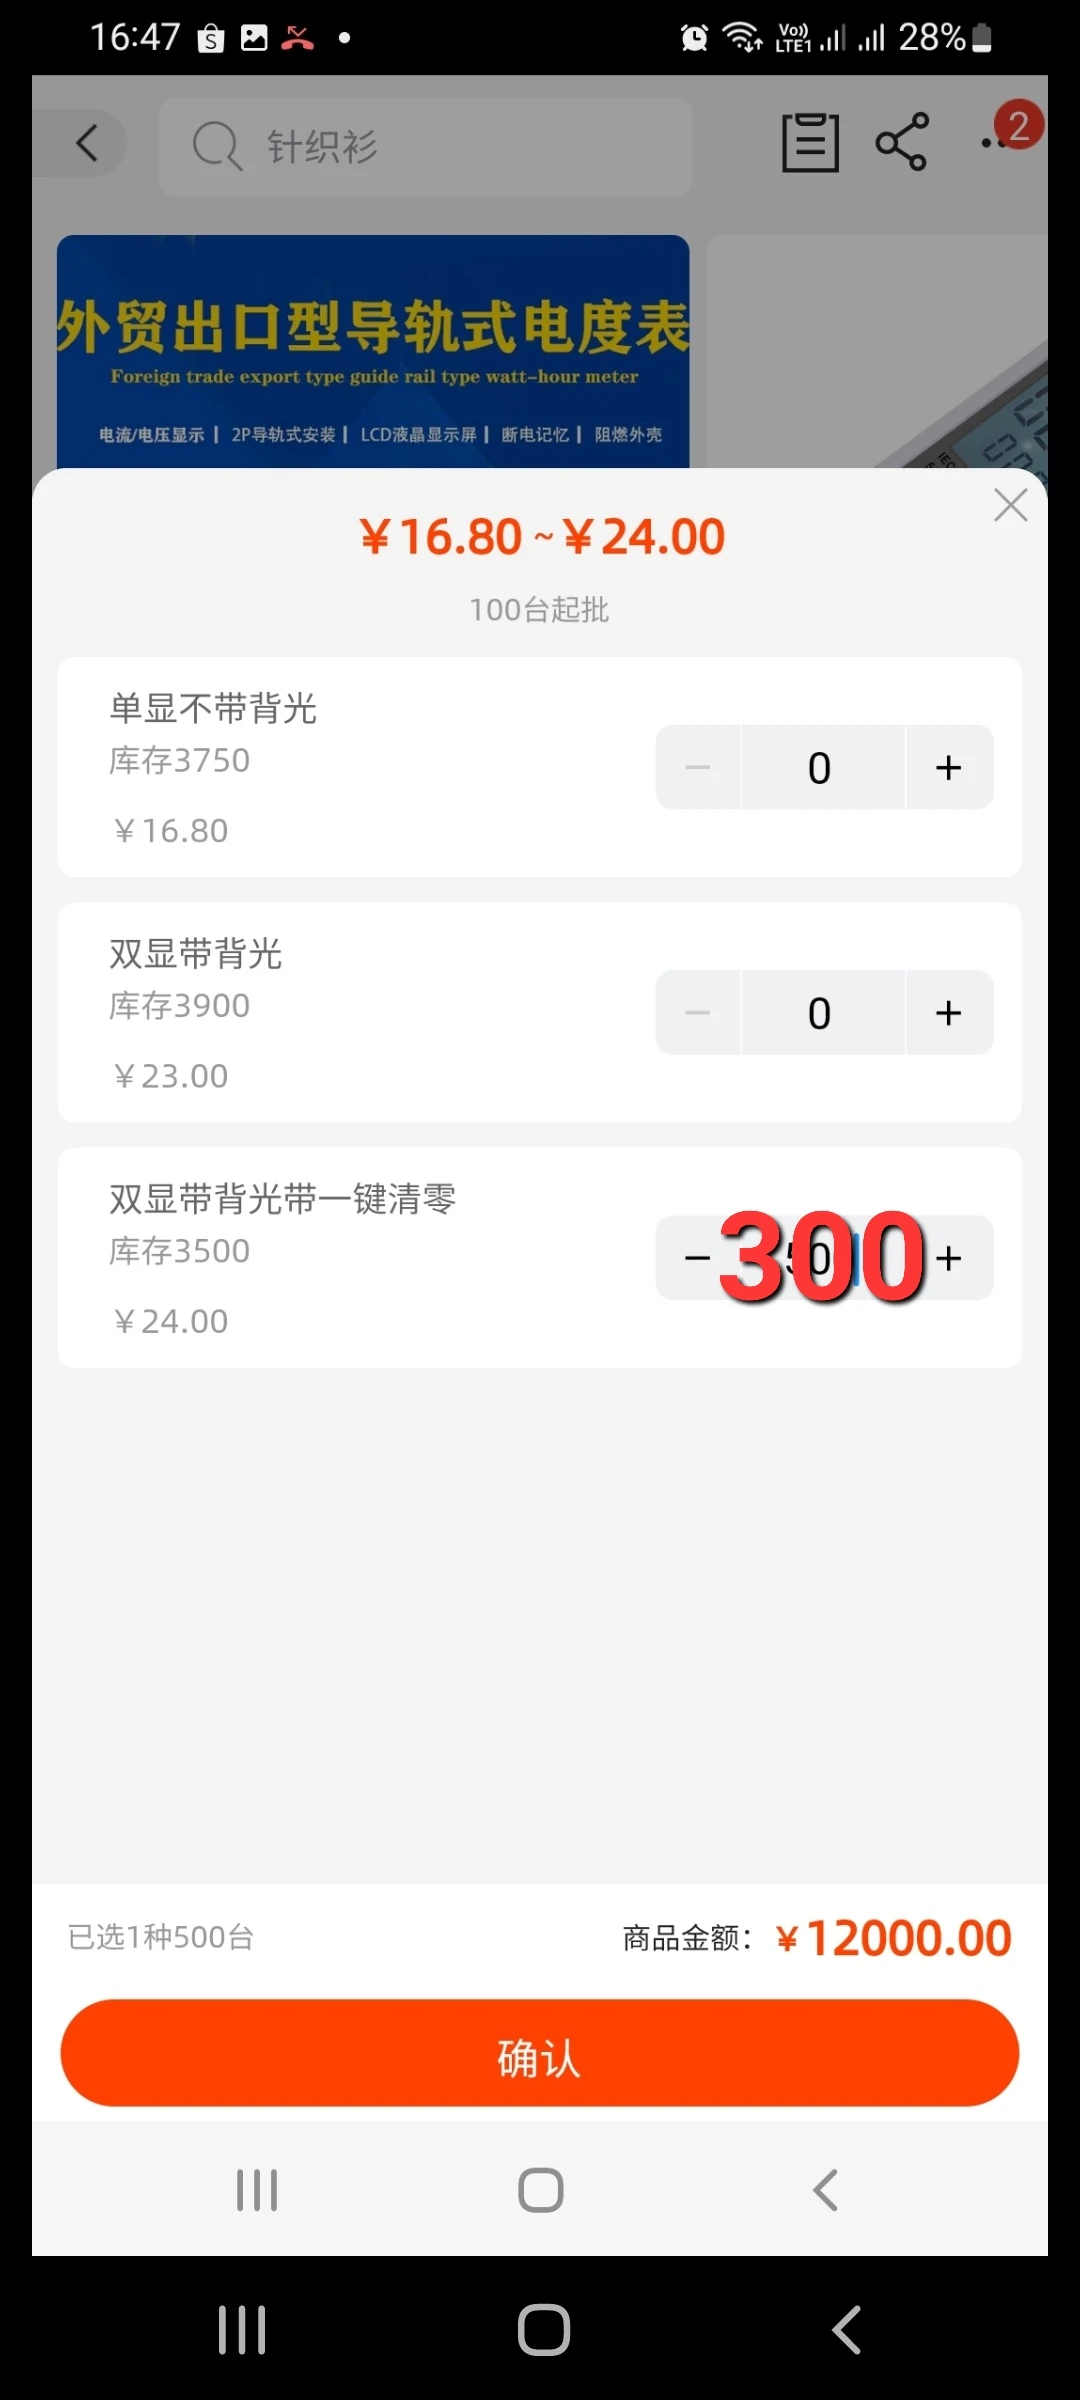 16:47
Vo)) LTE1 28%
针织衫
2
外贸出口型导轨式电度表
Foreign trade export type guide rail type watt-hour meter
电流/电压显示 | 2P导轨式安装 | LCD液晶显示屏 | 断电记忆 | 阻燃外壳
IEC
¥16.80 ~ ¥24.00
100台起批
单显不带背光
库存3750
¥16.80
− 0 +
双显带背光
库存3900
¥23.00
− 0 +
双显带背光带一键清零
库存3500
¥24.00
− 300 +
已选1种500台
商品金额: ¥12000.00
确认